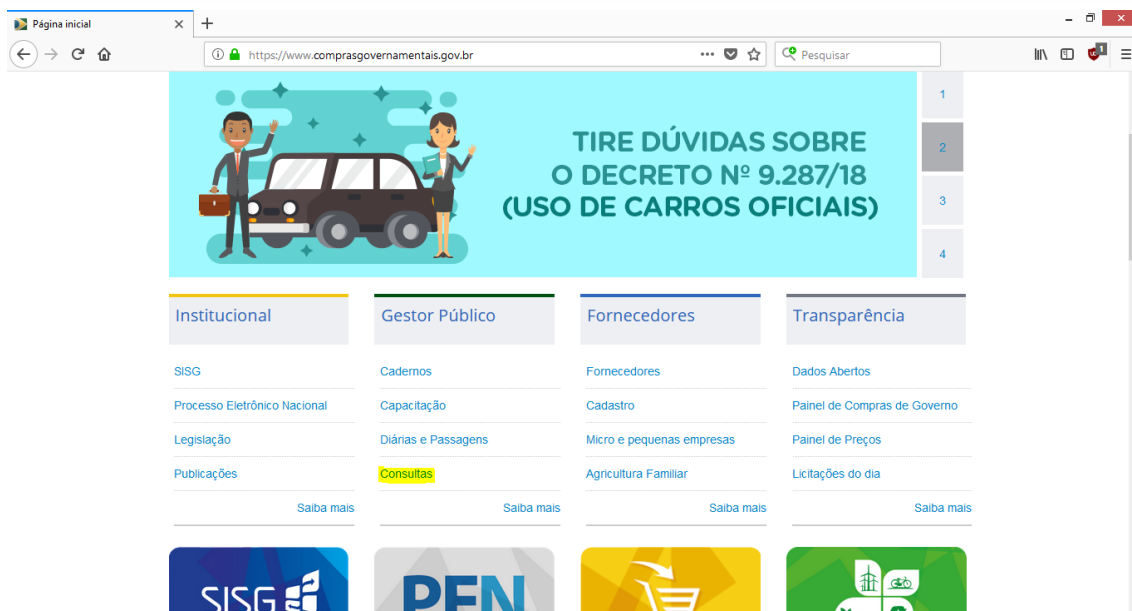 Página inicial
https://www.comprasgovernamentais.gov.br
Pesquisar
1
TIRE DÚVIDAS SOBRE
O DECRETO Nº 9.287/18
(USO DE CARROS OFICIAIS)
1
2
3
4
Institucional
SISG
Processo Eletrônico Nacional
Legislação
Publicações
Saiba mais
Gestor Público
Cadernos
Capacitação
Diárias e Passagens
Consultas
Saiba mais
Fornecedores
Fornecedores
Cadastro
Micro e pequenas empresas
Agricultura Familiar
Saiba mais
Transparência
Dados Abertos
Painel de Compras de Governo
Painel de Preços
Licitações do dia
Saiba mais
SISG
PEN